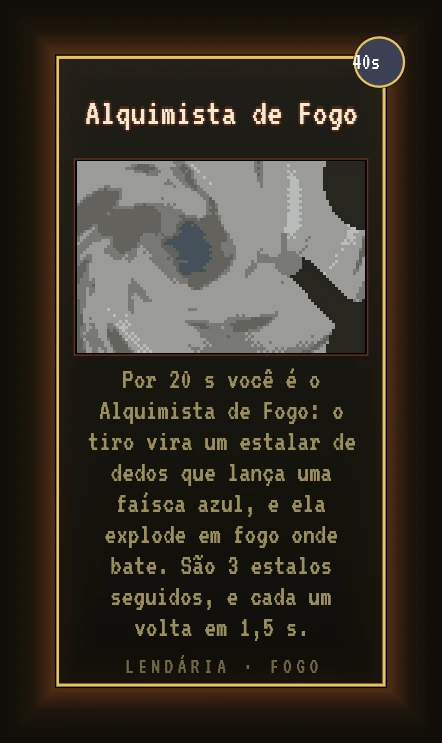 40s
Alquimista de Fogo
Por 20 s você é o
Alquimista de Fogo: o
tiro vira um estalar de
dedos que lança uma
faísca azul, e ela
explode em fogo onde
bate. São 3 estalos
seguidos, e cada um
volta em 1,5 s.
LENDÁRIA · FOGO